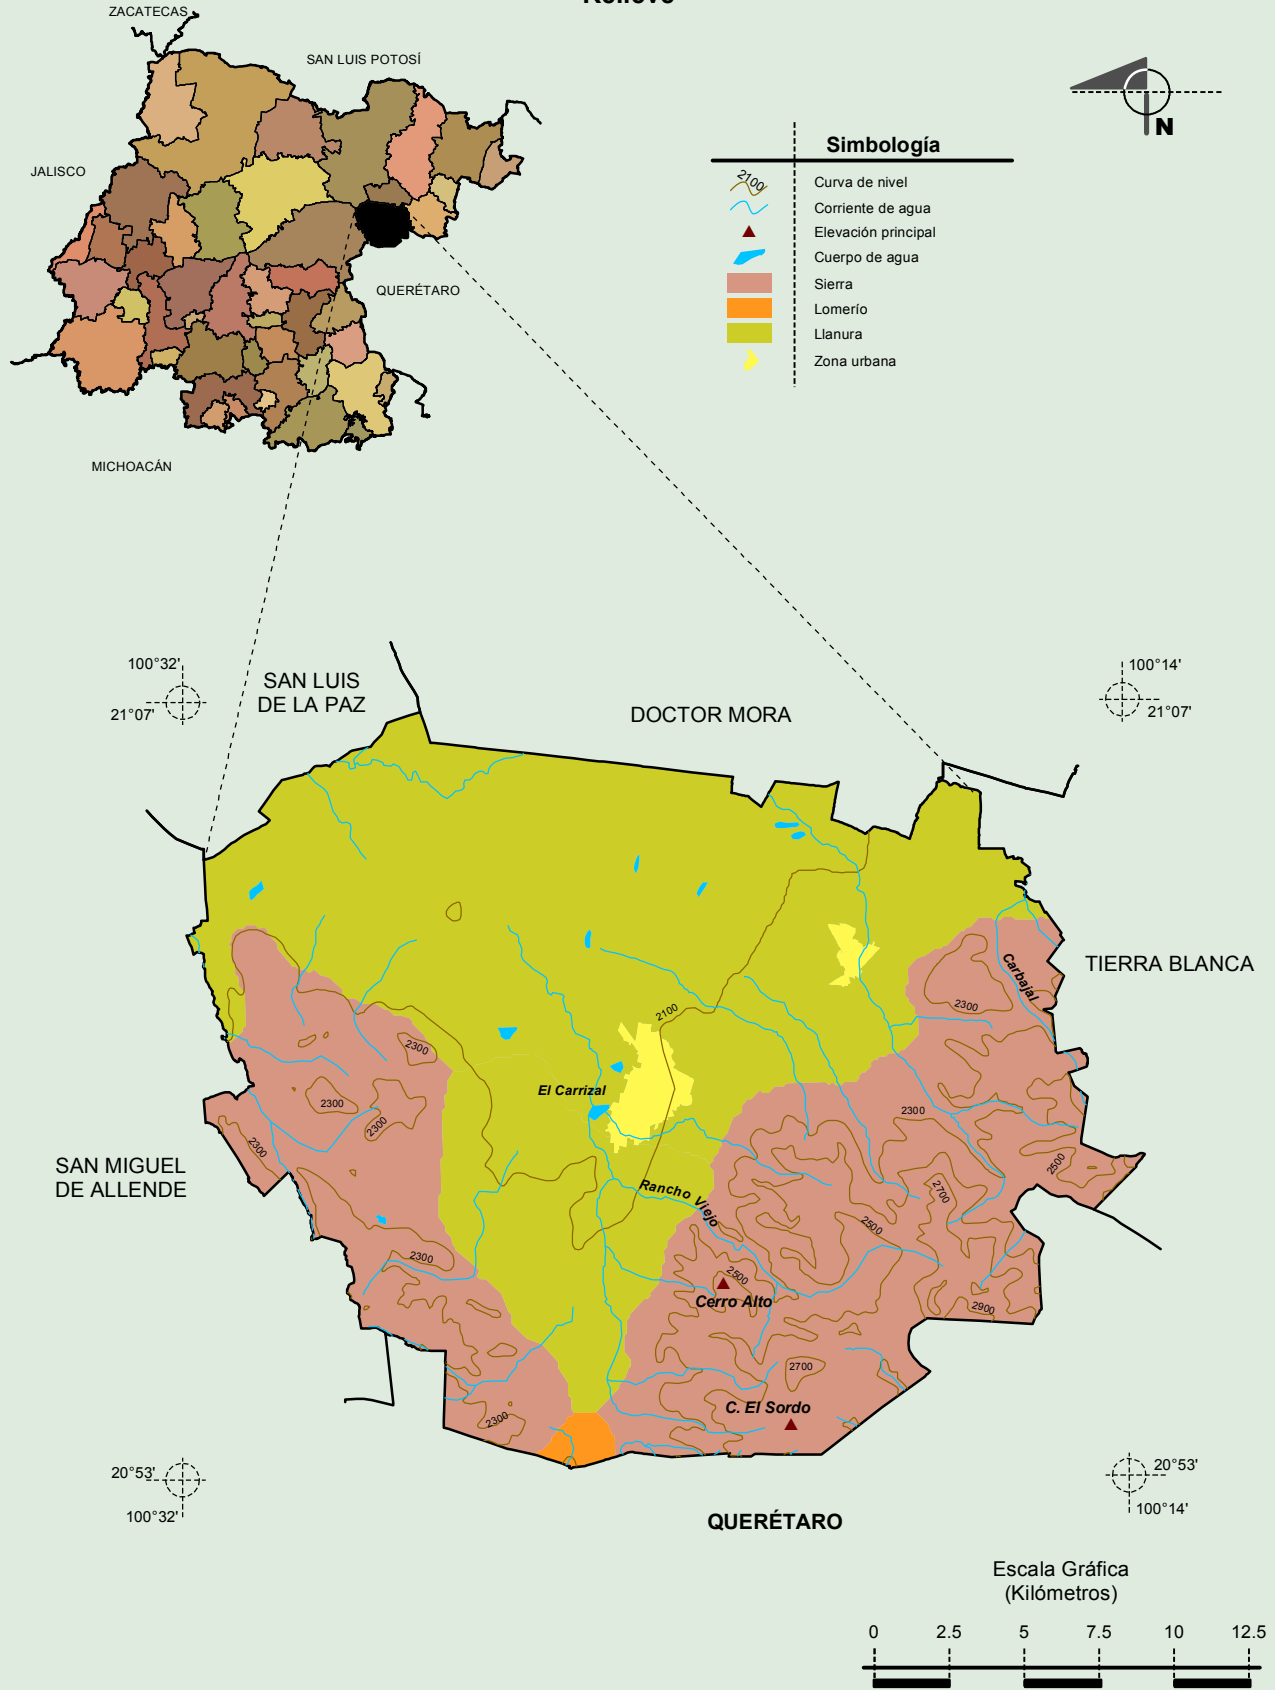 Relieve
ZACATECAS
SAN LUIS POTOSÍ
JALISCO
QUERÉTARO
MICHOACÁN
N
Simbología
2100
Curva de nivel
Corriente de agua
Elevación principal
Cuerpo de agua
Sierra
Lomerío
Llanura
Zona urbana
100°32'
21°07'
SAN LUIS
DE LA PAZ
DOCTOR MORA
100°14'
21°07'
TIERRA BLANCA
Carbajal
2300
2100
2300
El Carrizal
2300
2300
2300
2300
2500
SAN MIGUEL
DE ALLENDE
Rancho Viejo
2700
2500
2300
2500
Cerro Alto
2900
2700
C. El Sordo
2300
20°53'
100°32'
20°53'
100°14'
QUERÉTARO
Escala Gráfica
(Kilómetros)
0 2.5 5 7.5 10 12.5